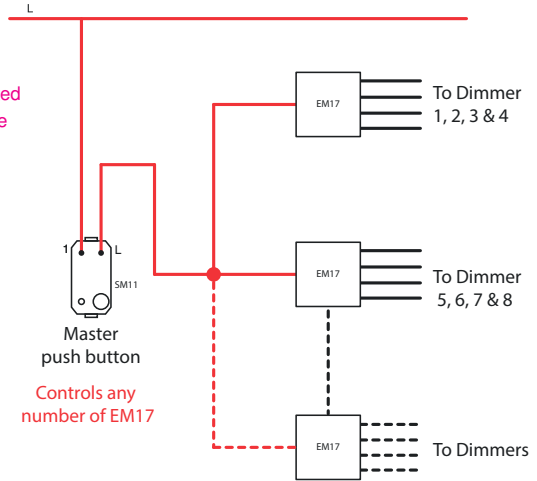 L
ed
e
EM17
To Dimmer
1, 2, 3 & 4
1
L
SM11
EM17
To Dimmer
5, 6, 7 & 8
Master
push button
Controls any
number of EM17
EM17
To Dimmers